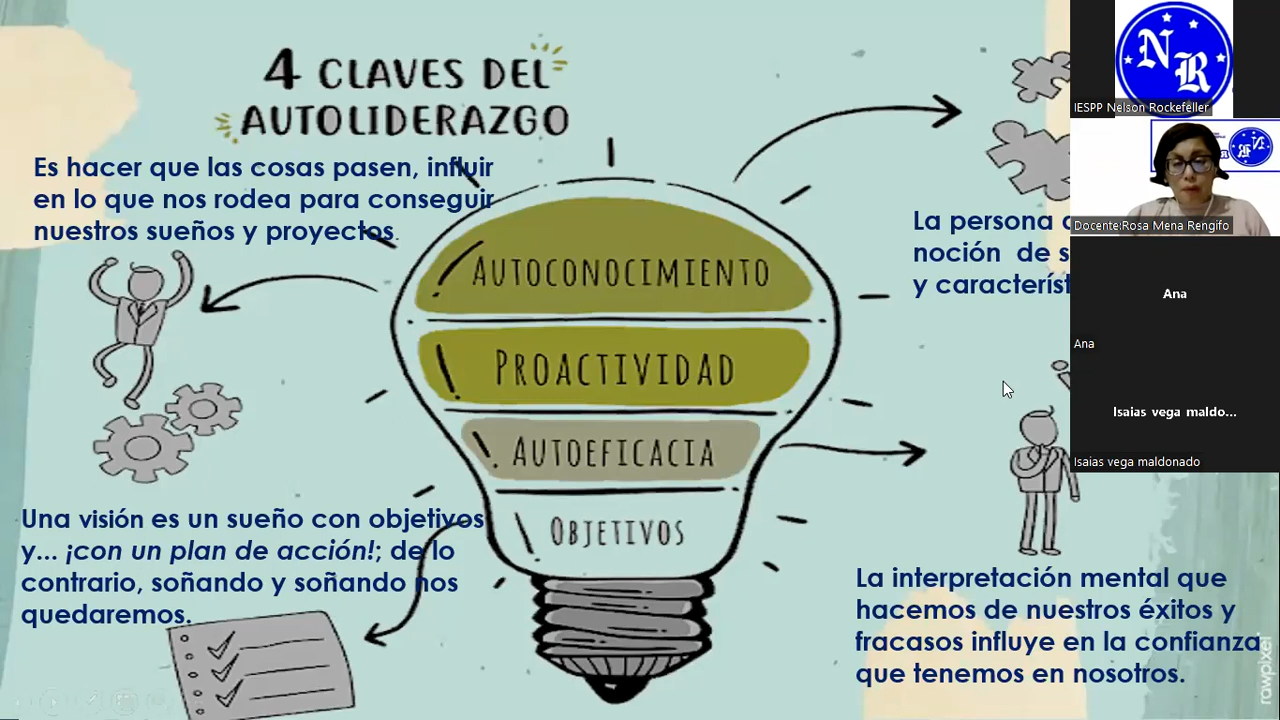 4 CLAVES DEL
AUTOLIDERAZGO
Es hacer que las cosas pasen, influir
en lo que nos rodea para conseguir
nuestros sueños y proyectos.
AUTOCONOCIMIENTO
PROACTIVIDAD
AUTOEFICACIA
OBJETIVOS
La persona
noción de s
y característ
Una visión es un sueño con objetivos
y... ¡con un plan de acción!; de lo
contrario, soñando y soñando nos
quedaremos.
La interpretación mental que
hacemos de nuestros éxitos y
fracasos influye en la confianza
que tenemos en nosotros.
rawpixel
NR
IESPP Nelson Rockefeller
NR
Docente:Rosa Mena Rengifo
Ana
Ana
Isaias vega maldo...
Isaias vega maldonado